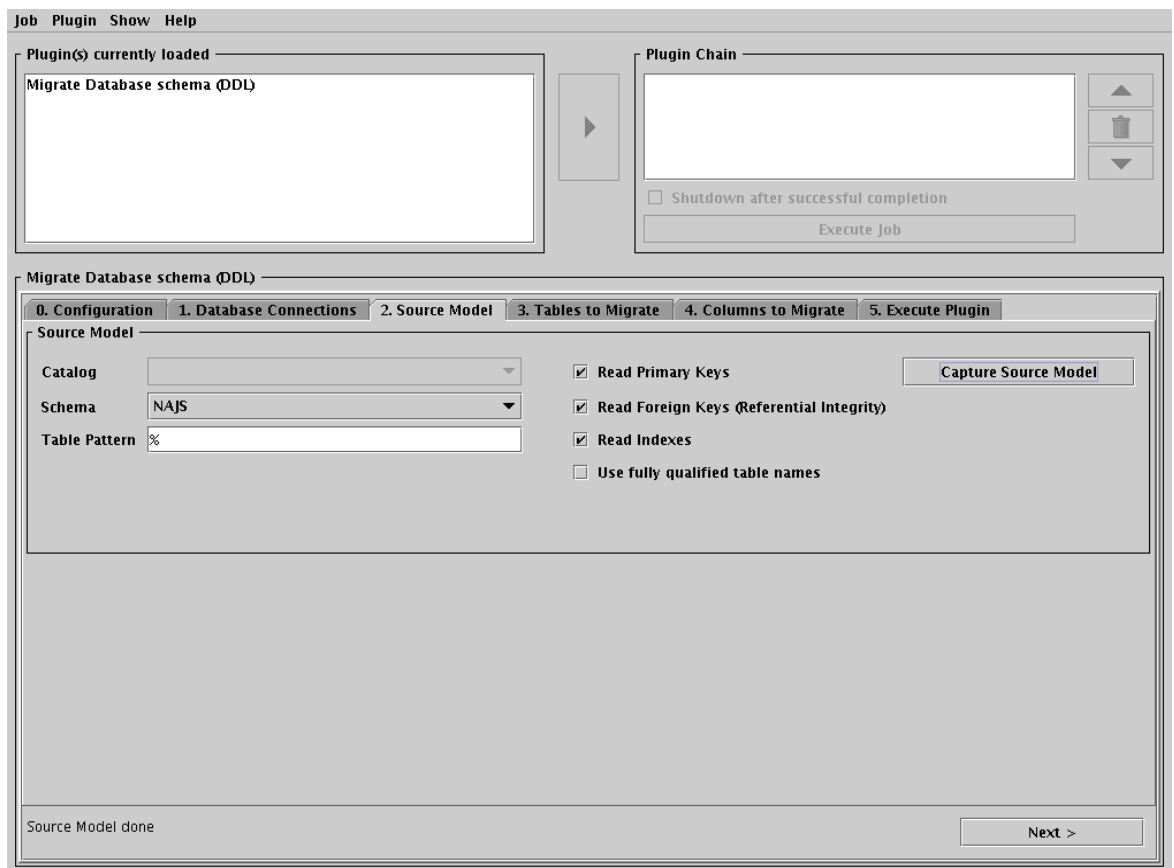 Job Plugin Show Help
Plugin(s) currently loaded
Migrate Database schema (DDL)
Plugin Chain
Shutdown after successful completion
Execute Job
Migrate Database schema (DDL)
0. Configuration 1. Database Connections 2. Source Model 3. Tables to Migrate 4. Columns to Migrate 5. Execute Plugin
Source Model
Catalog Read Primary Keys Capture Source Model
Schema NAJS Read Foreign Keys (Referential Integrity)
Table Pattern % Read Indexes
Use fully qualified table names
Source Model done
Next >